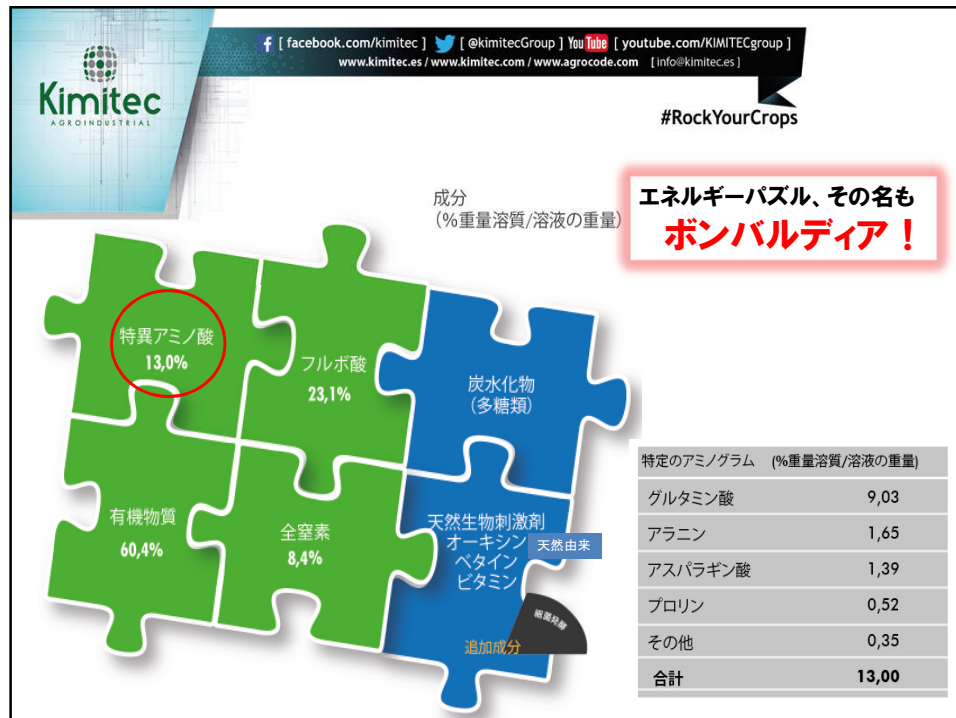 [ facebook.com/kimitec ] [ @kimitecGroup ] You Tube [ youtube.com/KIMITECgroup ]
www.kimitec.es / www.kimitec.com / www.agrocode.com [ info@kimitec.es ]
Kimitec
AGROINDUSTRIAL
#RockYourCrops
成分
(%重量溶質/溶液の重量)
エネルギーパズル、その名も
ボンバルディア！
特異アミノ酸
13,0%
フルボ酸
23,1%
炭水化物
(多糖類)
有機物質
60,4%
全窒素
8,4%
天然生物刺激剤
オーキシン
天然由来
ベタイン
ビタミン
細菌発酵
追加成分
特定のアミノグラム (%重量溶質/溶液の重量)
グルタミン酸 9,03
アラニン 1,65
アスパラギン酸 1,39
プロリン 0,52
その他 0,35
合計 13,00